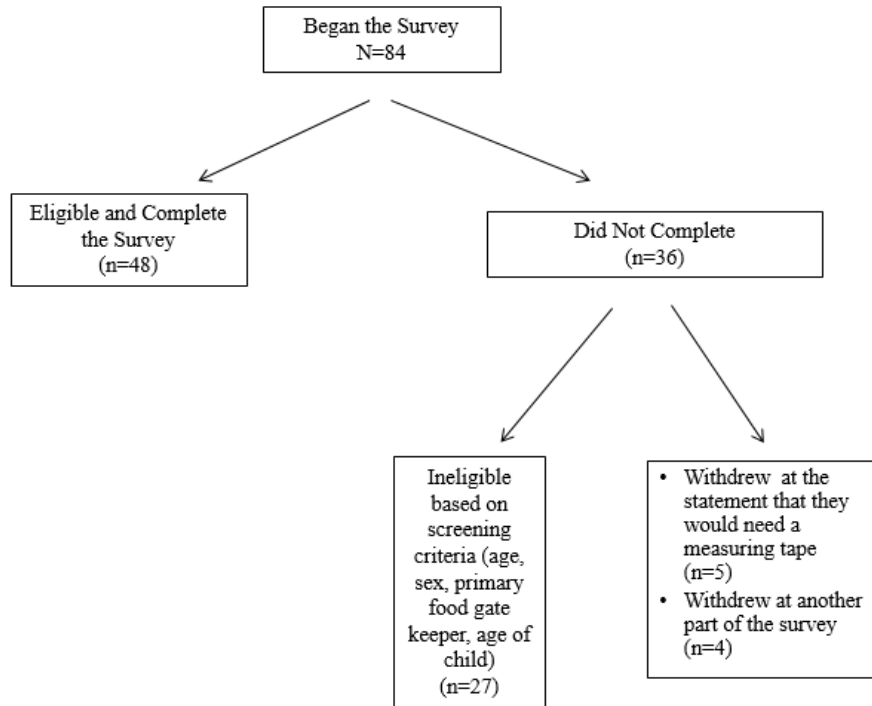 Began the Survey
N=84
Eligible and Complete
the Survey
(n=48)
Did Not Complete
(n=36)
Ineligible
based on
screening
criteria (age,
sex, primary
food gate
keeper, age of
child)
(n=27)
• Withdrew at the
statement that they
would need a
measuring tape
(n=5)
• Withdrew at another
part of the survey
(n=4)